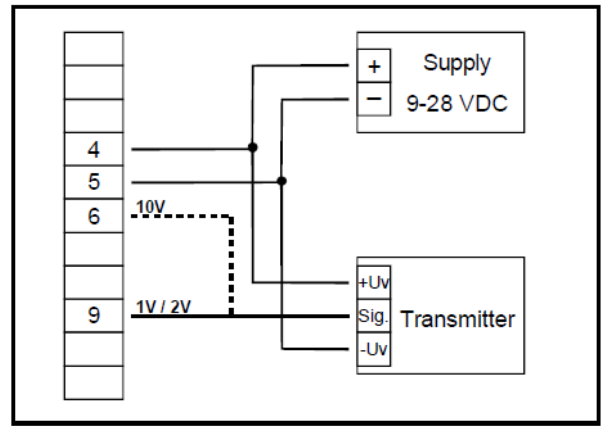 + Supply
− 9-28 VDC
4
5
6 10V
+Uv
9 1V / 2V Sig. Transmitter
-Uv